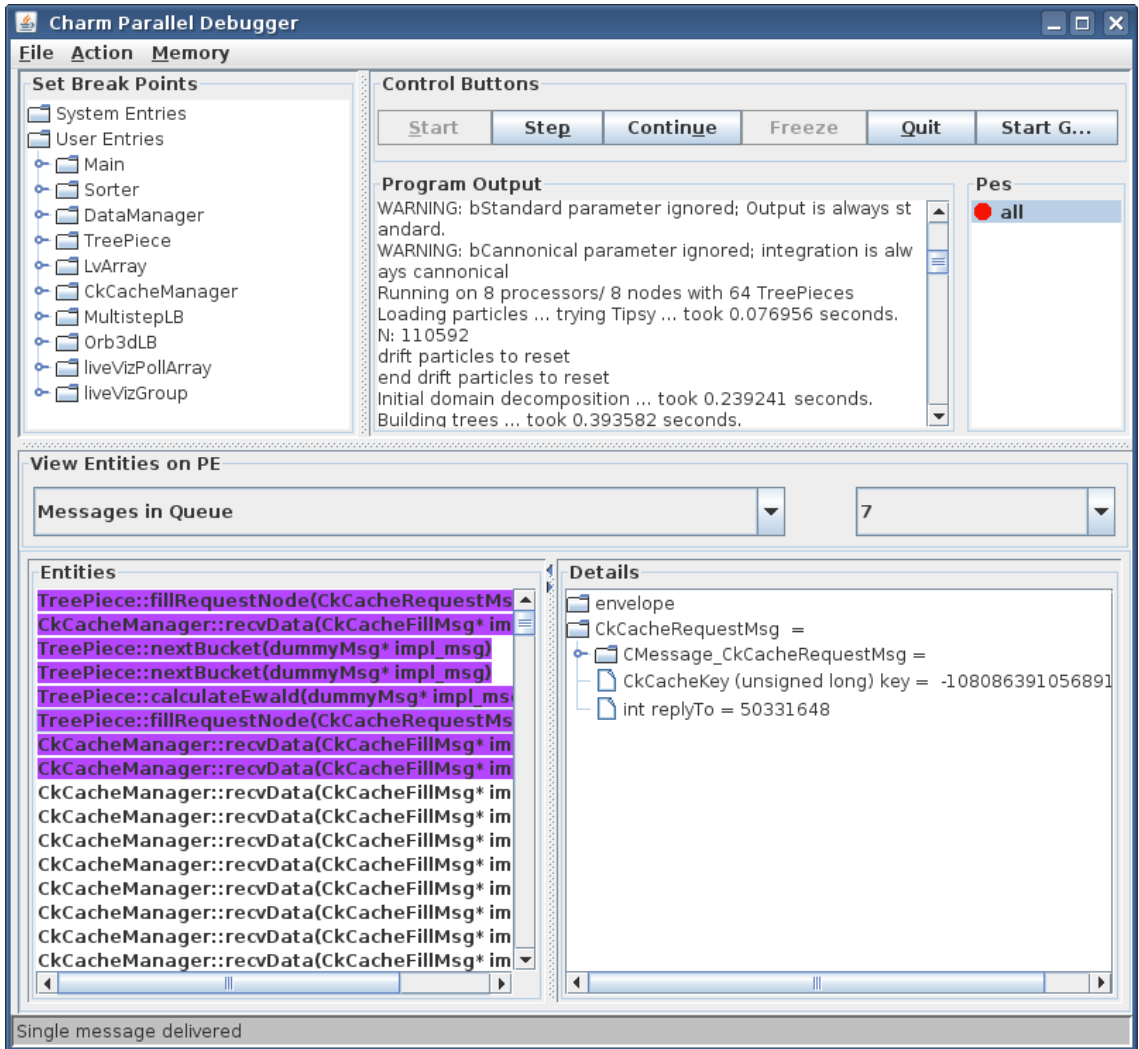 Charm Parallel Debugger
File Action Memory
Set Break Points
System Entries
User Entries
Main
Sorter
DataManager
TreePiece
LvArray
CkCacheManager
MultistepLB
Orb3dLB
liveVizPollArray
liveVizGroup
Control Buttons
Start Step Continue Freeze Quit Start G...
Program Output
WARNING: bStandard parameter ignored; Output is always st
andard.
WARNING: bCannonical parameter ignored; integration is alw
ays cannonical
Running on 8 processors/ 8 nodes with 64 TreePieces
Loading particles ... trying Tipsy ... took 0.076956 seconds.
N: 110592
drift particles to reset
end drift particles to reset
Initial domain decomposition ... took 0.239241 seconds.
Building trees ... took 0.393582 seconds.
Pes
all
View Entities on PE
Messages in Queue
7
Entities
TreePiece::fillRequestNode(CkCacheRequestMs
CkCacheManager::recvData(CkCacheFillMsg* im
TreePiece::nextBucket(dummyMsg* impl_msg)
TreePiece::nextBucket(dummyMsg* impl_msg)
TreePiece::calculateEwald(dummyMsg* impl_ms
TreePiece::fillRequestNode(CkCacheRequestMs
CkCacheManager::recvData(CkCacheFillMsg* im
CkCacheManager::recvData(CkCacheFillMsg* im
CkCacheManager::recvData(CkCacheFillMsg* im
CkCacheManager::recvData(CkCacheFillMsg* im
CkCacheManager::recvData(CkCacheFillMsg* im
CkCacheManager::recvData(CkCacheFillMsg* im
CkCacheManager::recvData(CkCacheFillMsg* im
CkCacheManager::recvData(CkCacheFillMsg* im
CkCacheManager::recvData(CkCacheFillMsg* im
CkCacheManager::recvData(CkCacheFillMsg* im
Details
envelope
CkCacheRequestMsg =
CMessage_CkCacheRequestMsg =
CkCacheKey (unsigned long) key = -108086391056891
int replyTo = 50331648
Single message delivered